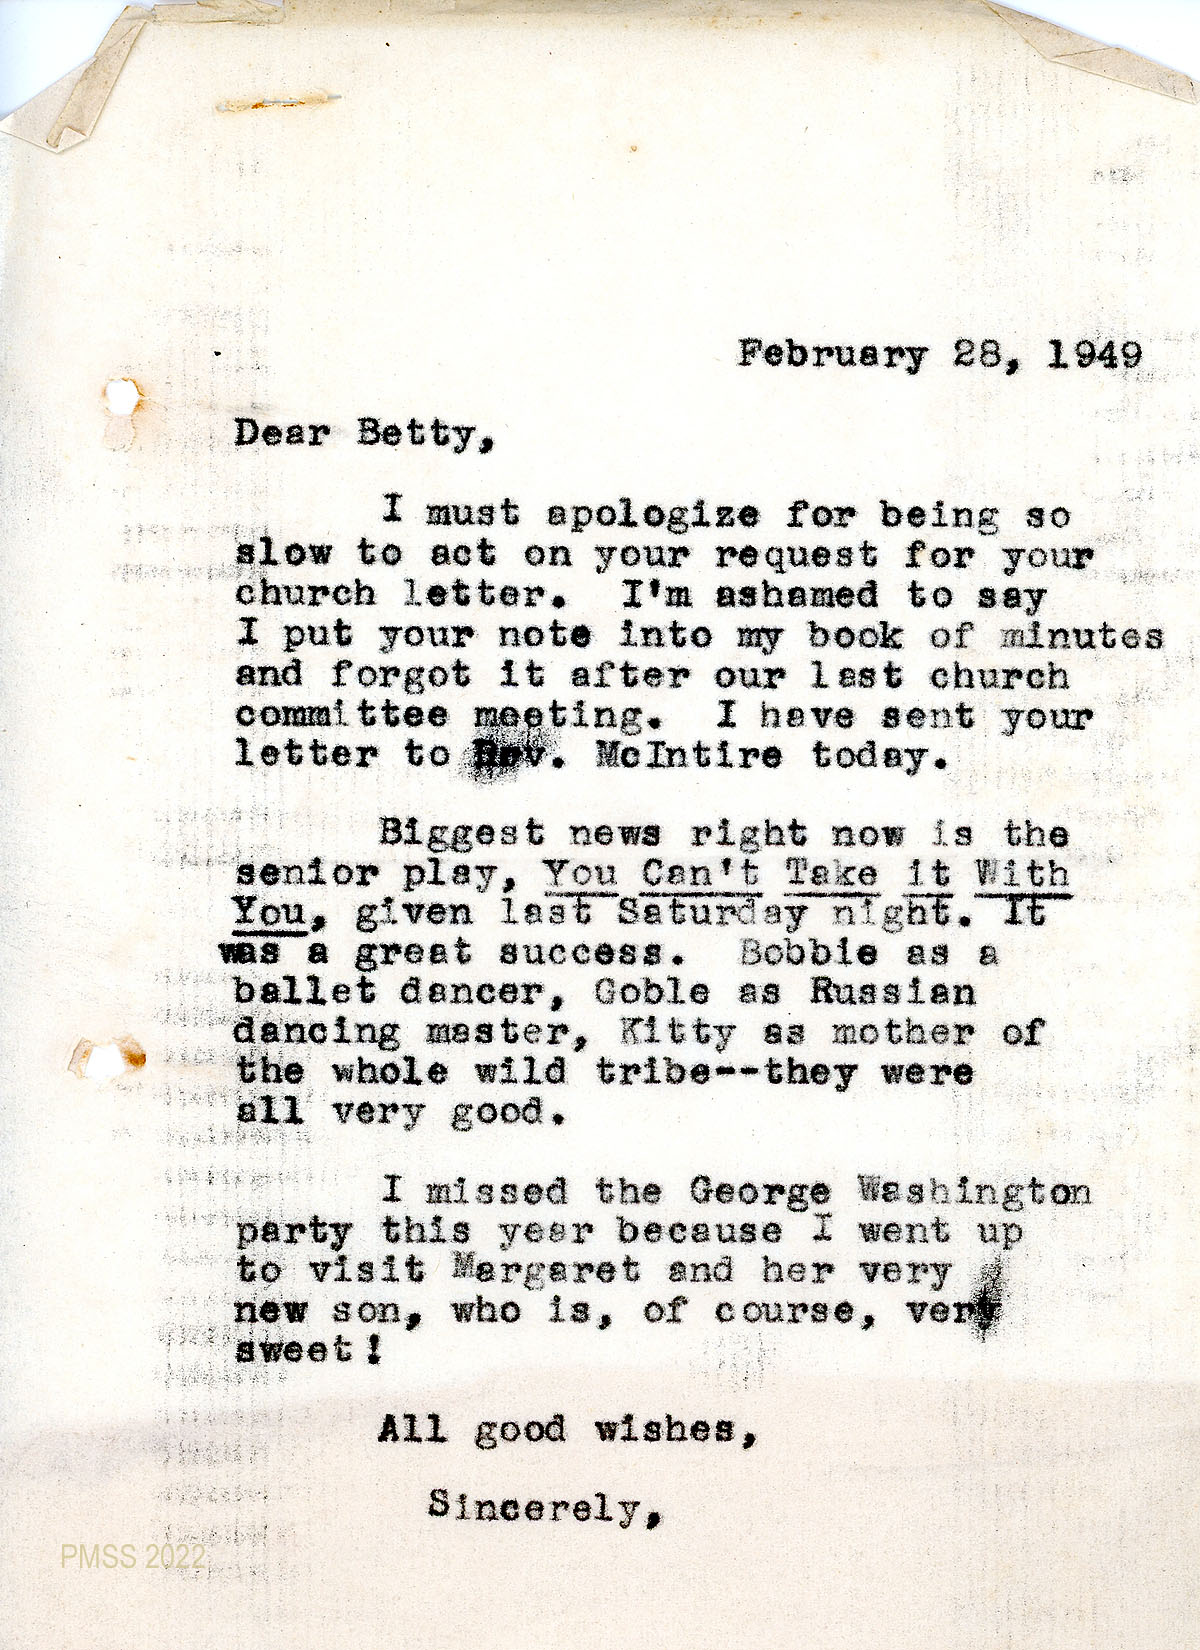 February 28, 1949
Dear Betty,
I must apologize for being so
slow to act on your request for your
church letter. I'm ashamed to say
I put your note into my book of minutes
and forgot it after our last church
committee meeting. I have sent your
letter to Rev. McIntire today.
Biggest news right now is the
senior play, You Can't Take it With
You, given last Saturday night. It
was a great success. Bobbie as a
ballet dancer, Goble as Russian
dancing master, Kitty as mother of
the whole wild tribe--they were
all very good.
I missed the George Washington
party this year because I went up
to visit Margaret and her very
new son, who is, of course, very
sweet!
All good wishes,
Sincerely,
PMSS 2022